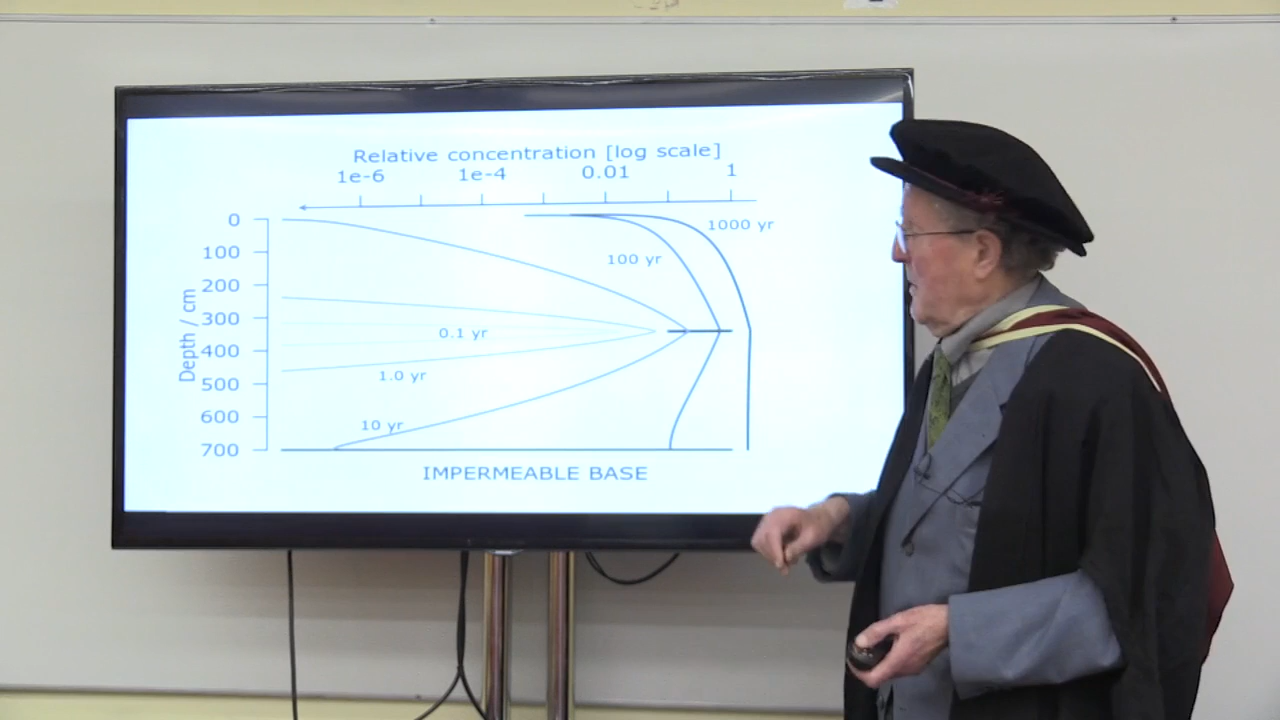 Relative concentration [log scale]
1e-6 1e-4 0.01 1
0
100
200
300
400
500
600
700
Depth / cm
1000 yr
100 yr
0.1 yr
1.0 yr
10 yr
IMPERMEABLE BASE